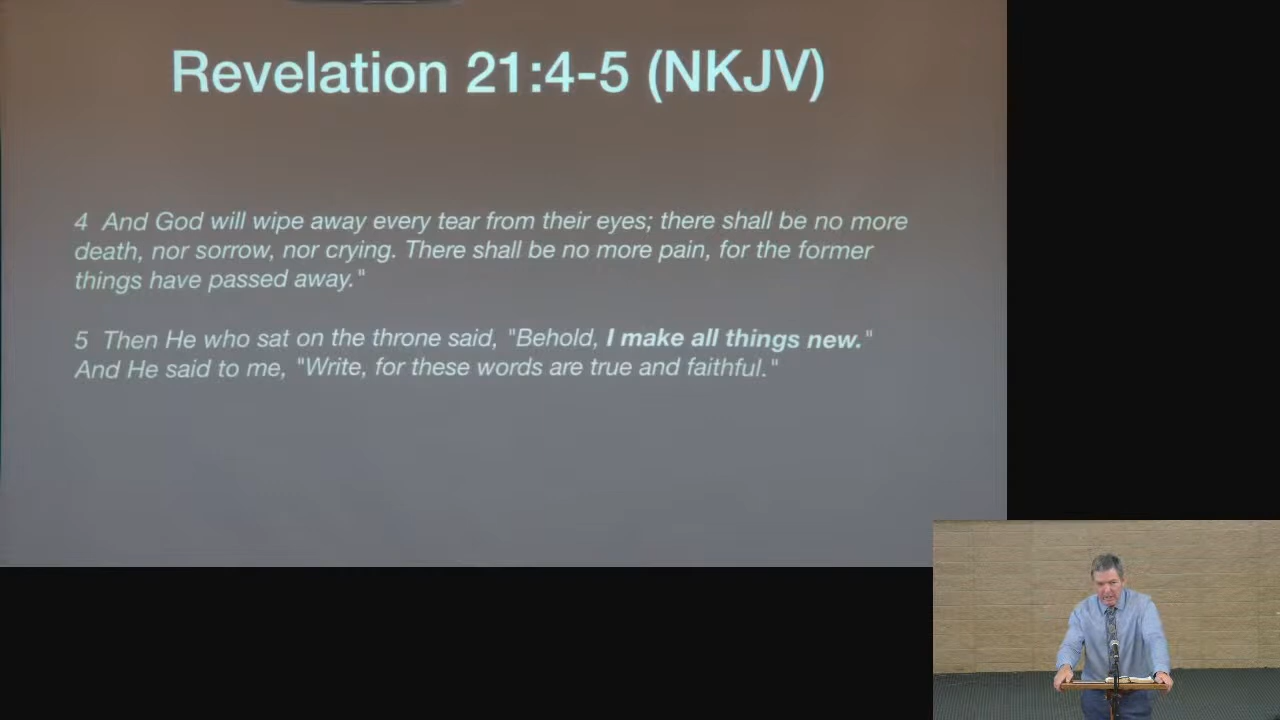 Revelation 21:4-5 (NKJV)
4 And God will wipe away every tear from their eyes; there shall be no more
death, nor sorrow, nor crying. There shall be no more pain, for the former
things have passed away."
5 Then He who sat on the throne said, "Behold, I make all things new."
And He said to me, "Write, for these words are true and faithful."